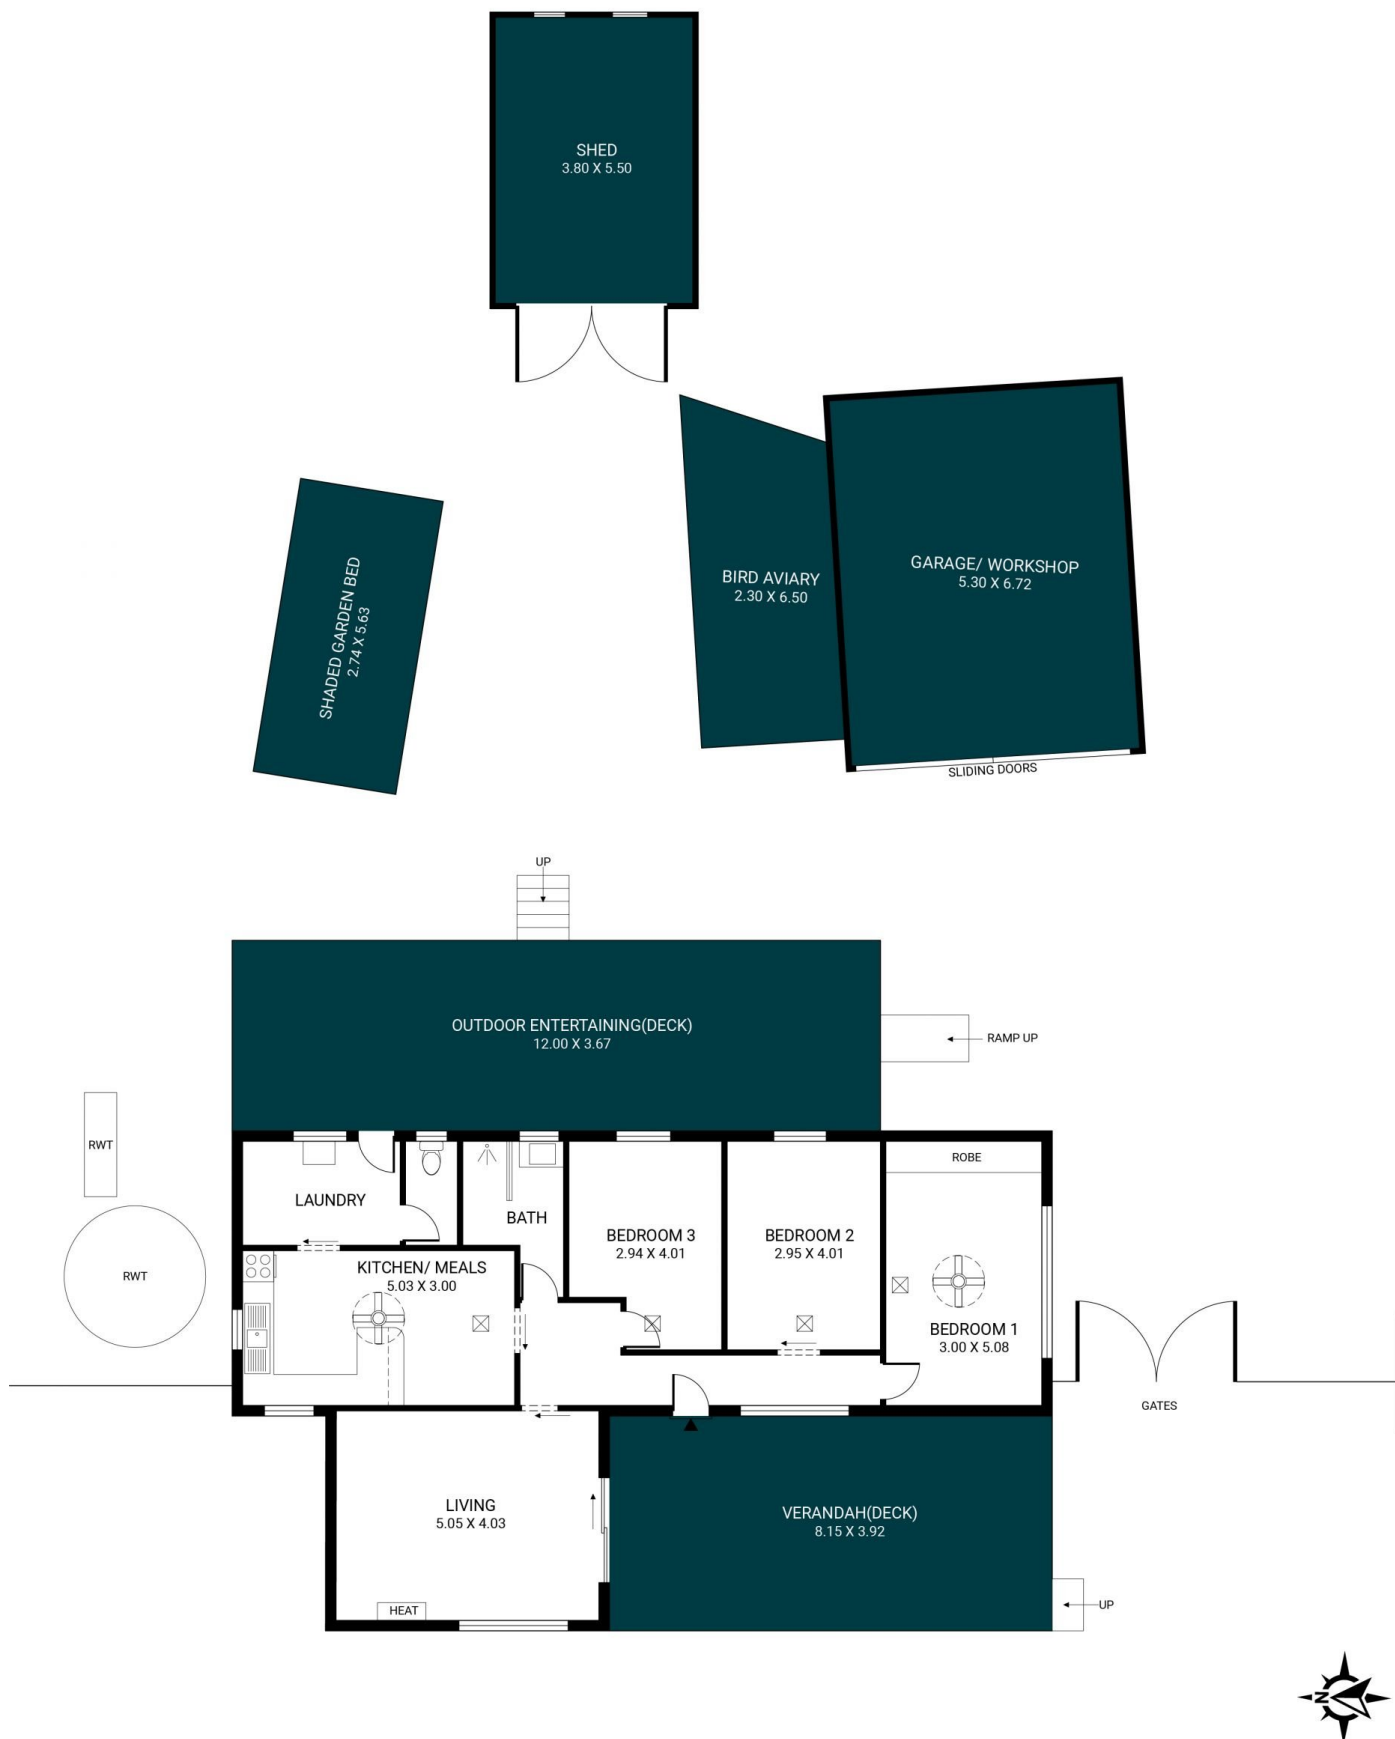 SHED
3.80 X 5.50
GARAGE/ WORKSHOP
5.30 X 6.72
BIRD AVIARY
2.30 X 6.50
SHADED GARDEN BED
2.74 X 5.63
SLIDING DOORS
UP
OUTDOOR ENTERTAINING(DECK)
12.00 X 3.67
RAMP UP
RWT
RWT
LAUNDRY
BATH
BEDROOM 3
2.94 X 4.01
BEDROOM 2
2.95 X 4.01
ROBE
KITCHEN/ MEALS
5.03 X 3.00
BEDROOM 1
3.00 X 5.08
GATES
LIVING
5.05 X 4.03
VERANDAH(DECK)
8.15 X 3.92
HEAT
UP
N